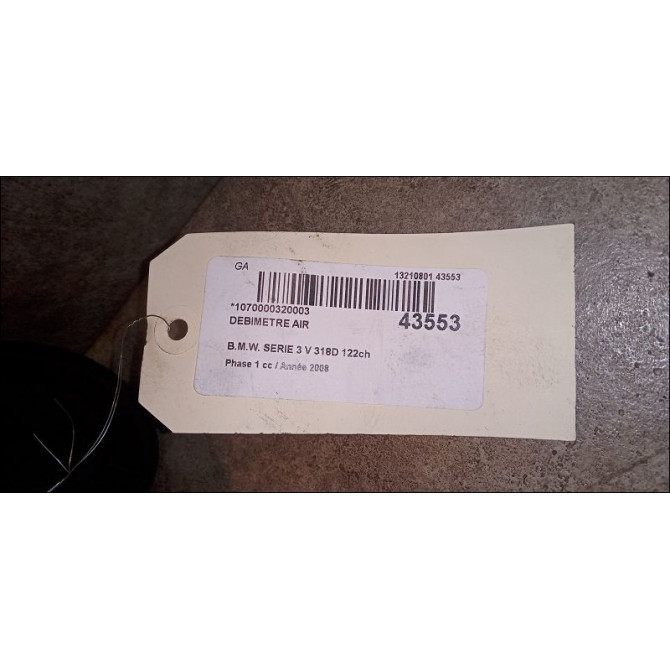 GA
13210801 43553
*1070000320003
DEBIMETRE AIR
43553
B.M.W. SERIE 3 V 318D 122ch
Phase 1 cc / Année 2008